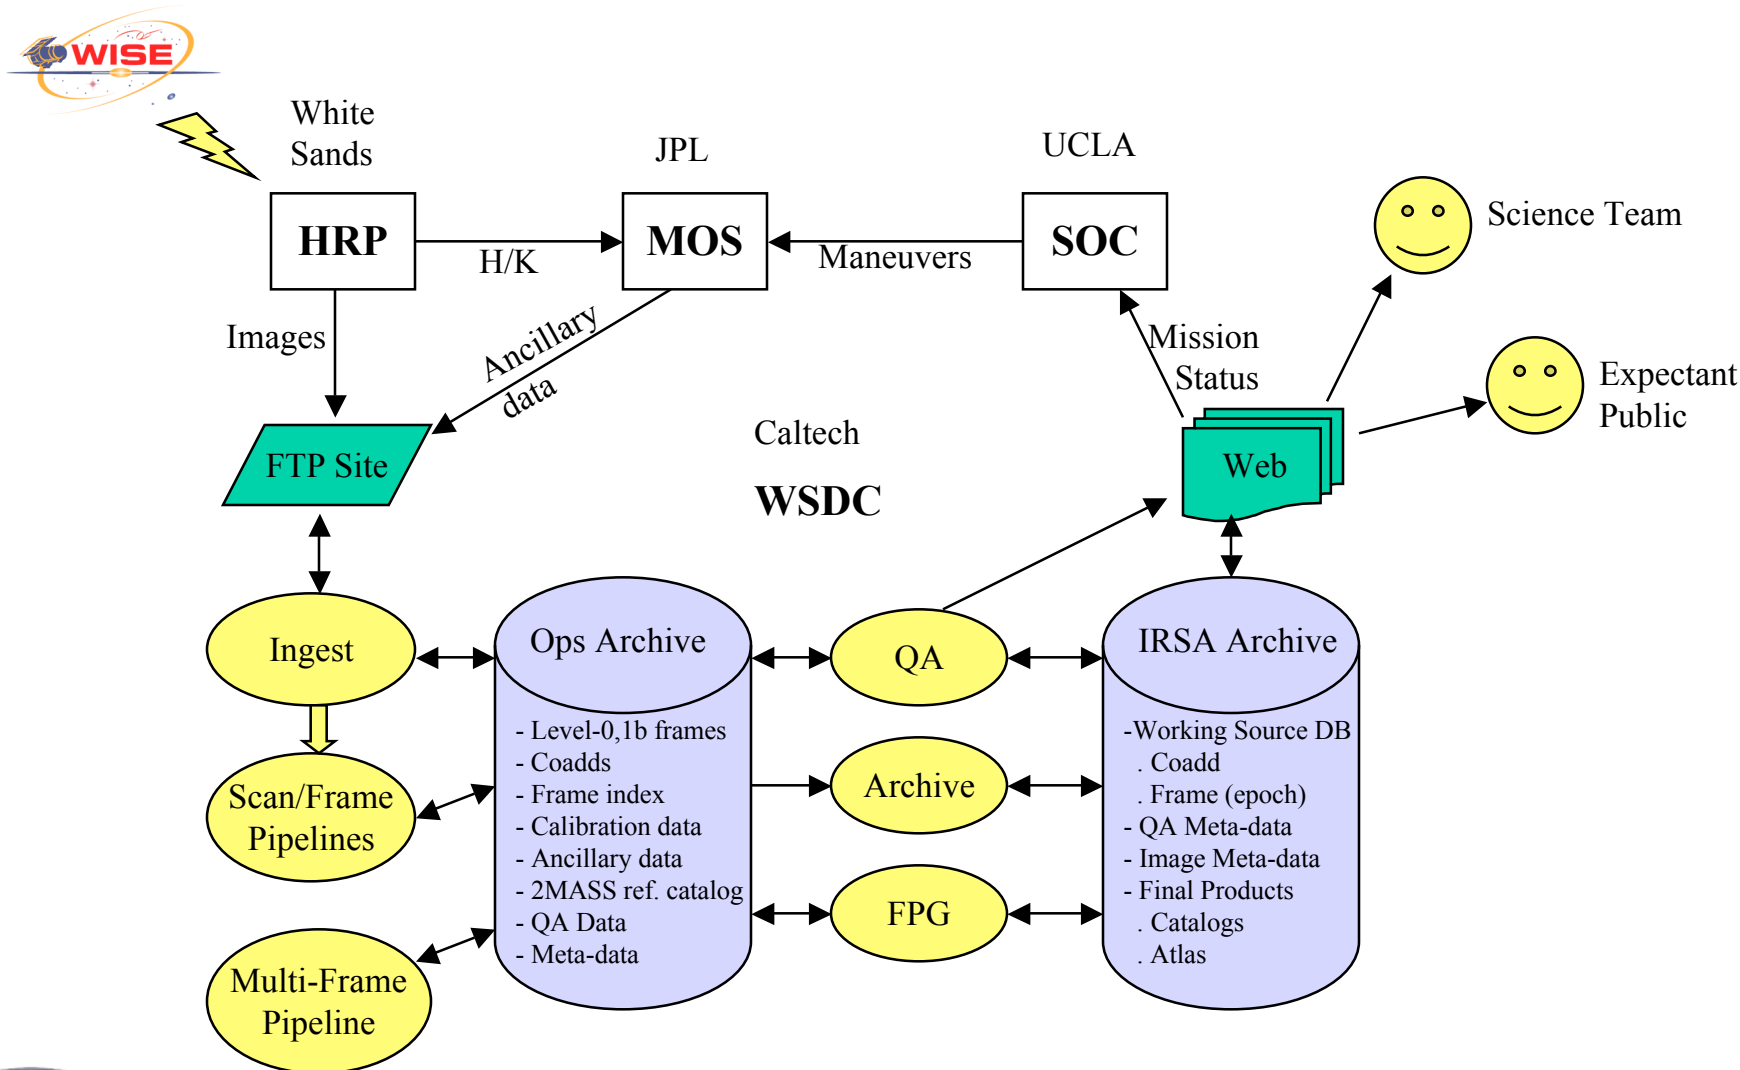 WISE
White
Sands
JPL
UCLA
HRP
H/K
MOS
Maneuvers
SOC
Science Team
Images
Ancillary
data
Mission
Status
Expectant
Public
FTP Site
Caltech
WSDC
Web
Ingest
Ops Archive
QA
IRSA Archive
- Level-0,1b frames
- Coadds
- Frame index
- Calibration data
- Ancillary data
- 2MASS ref. catalog
- QA Data
- Meta-data
-Working Source DB
. Coadd
. Frame (epoch)
- QA Meta-data
- Image Meta-data
- Final Products
. Catalogs
. Atlas
Scan/Frame
Pipelines
Archive
FPG
Multi-Frame
Pipeline